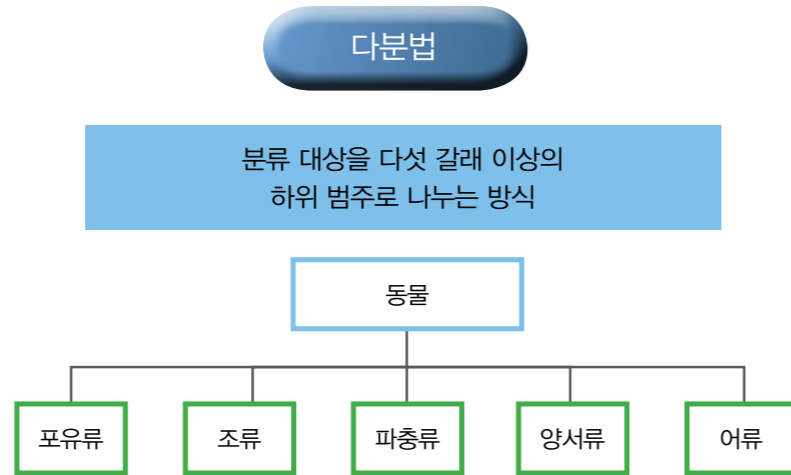 다분법
분류 대상을 다섯 갈래 이상의
하위 범주로 나누는 방식
동물
포유류 조류 파충류 양서류 어류